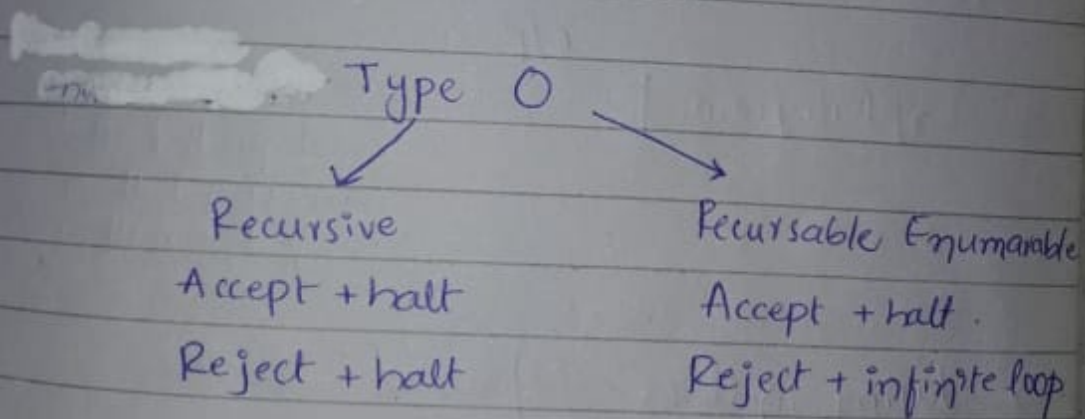 Type 0
Recursive
Recursable Enumarable
Accept + halt
Accept + halt.
Reject + halt
Reject + infinite loop